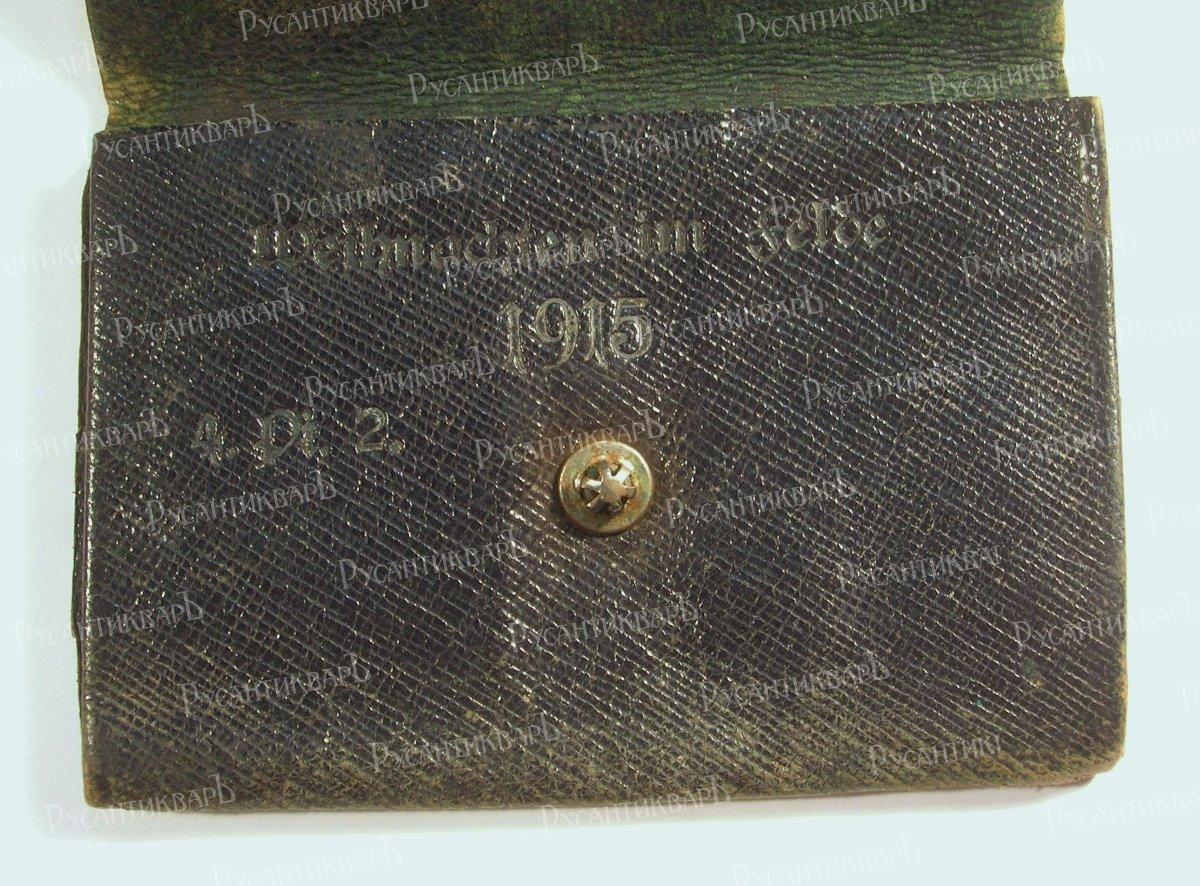 Weihnachten im Felde
1915
4. Pi. 2.
РусАнтикварЪ